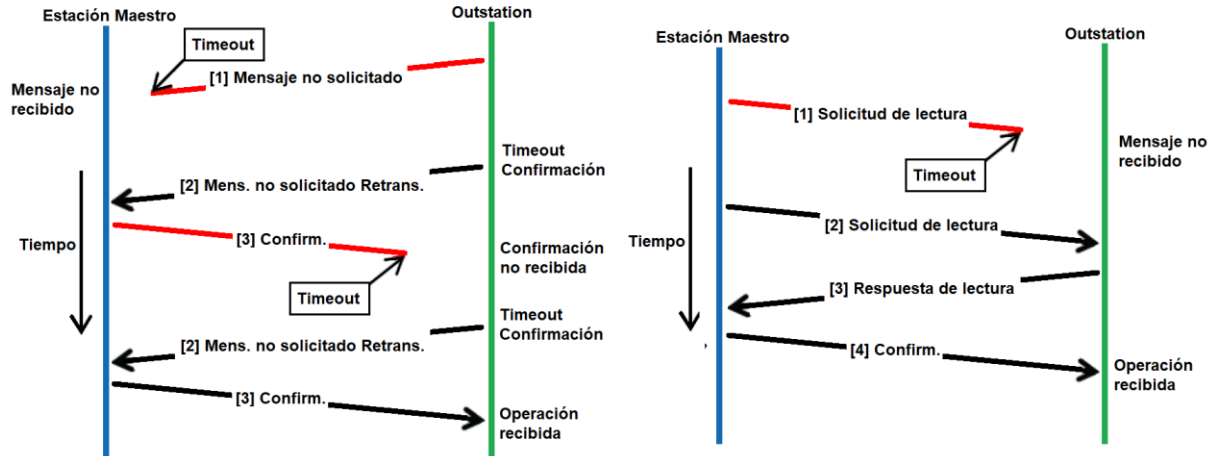 Estación Maestro
Outstation
Timeout
[1] Mensaje no solicitado
Mensaje no
recibido
Timeout
Confirmación
[2] Mens. no solicitado Retrans.
Tiempo
[3] Confirm.
Confirmación
no recibida
Timeout
Timeout
Confirmación
[2] Mens. no solicitado Retrans.
[3] Confirm.
Operación
recibida
Estación Maestro
Outstation
[1] Solicitud de lectura
Mensaje no
recibido
Timeout
[2] Solicitud de lectura
Tiempo
[3] Respuesta de lectura
[4] Confirm.
Operación
recibida